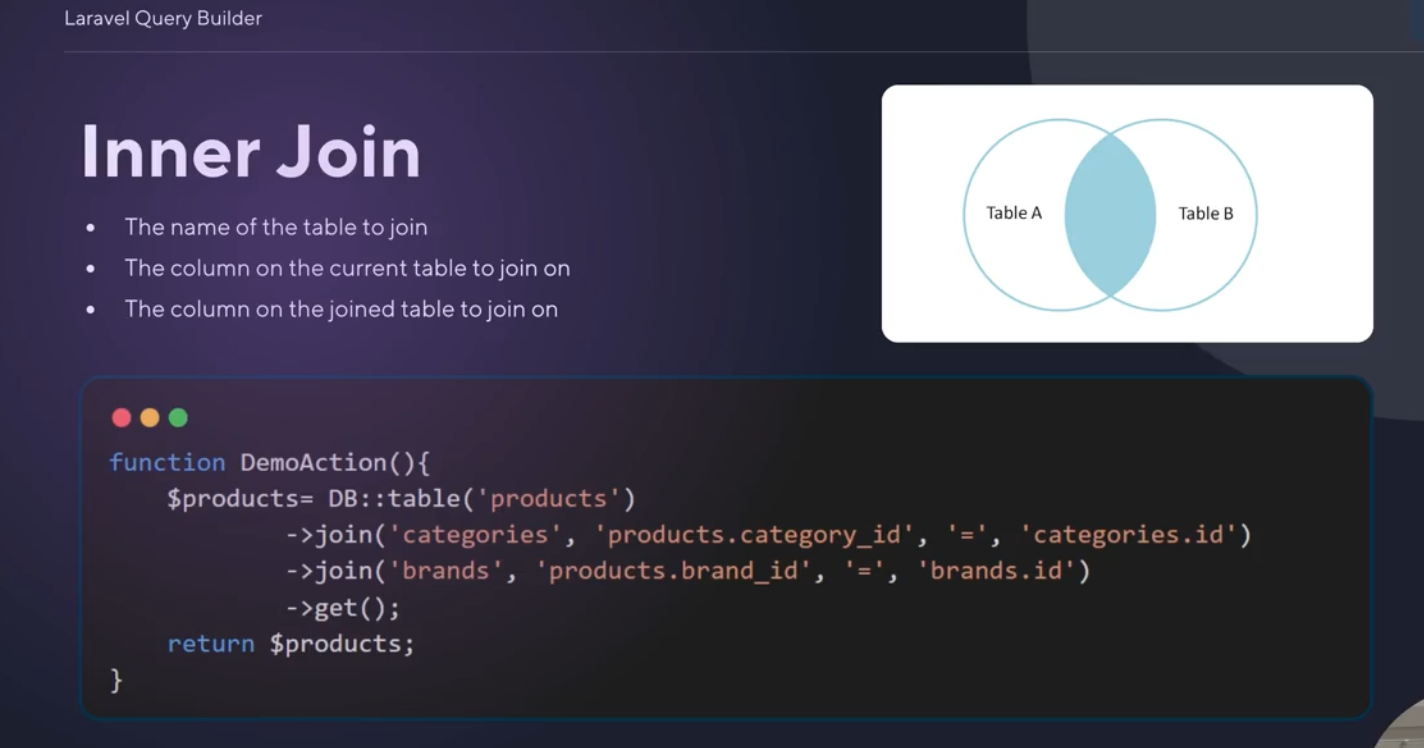 Laravel Query Builder
Inner Join
• The name of the table to join
• The column on the current table to join on
• The column on the joined table to join on
Table A
Table B
function DemoAction(){
    $products= DB::table('products')
            ->join('categories', 'products.category_id', '=', 'categories.id')
            ->join('brands', 'products.brand_id', '=', 'brands.id')
            ->get();
    return $products;
}